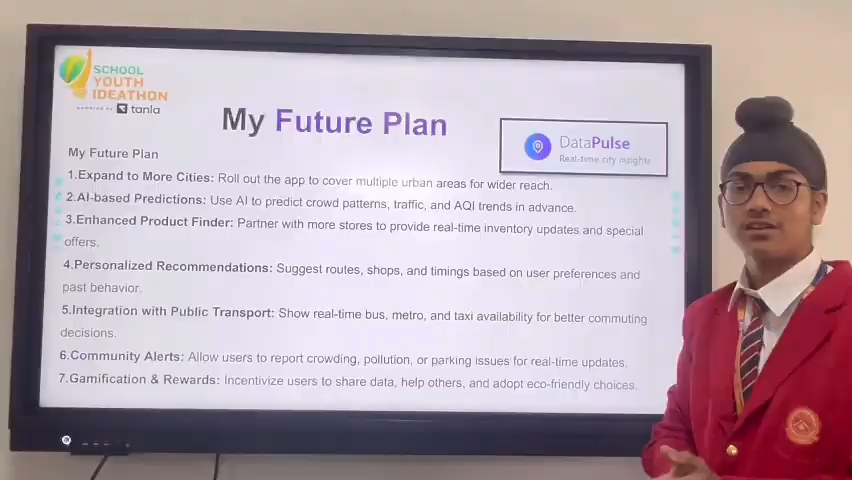 SCHOOL
YOUTH
IDEATHON
powered by tanla
My Future Plan
DataPulse
Real-time city insights
My Future Plan
1.Expand to More Cities: Roll out the app to cover multiple urban areas for wider reach.
2.AI-based Predictions: Use AI to predict crowd patterns, traffic, and AQI trends in advance.
3.Enhanced Product Finder: Partner with more stores to provide real-time inventory updates and special
offers.
4.Personalized Recommendations: Suggest routes, shops, and timings based on user preferences and
past behavior.
5.Integration with Public Transport: Show real-time bus, metro, and taxi availability for better commuting
decisions.
6.Community Alerts: Allow users to report crowding, pollution, or parking issues for real-time updates.
7.Gamification & Rewards: Incentivize users to share data, help others, and adopt eco-friendly choices.